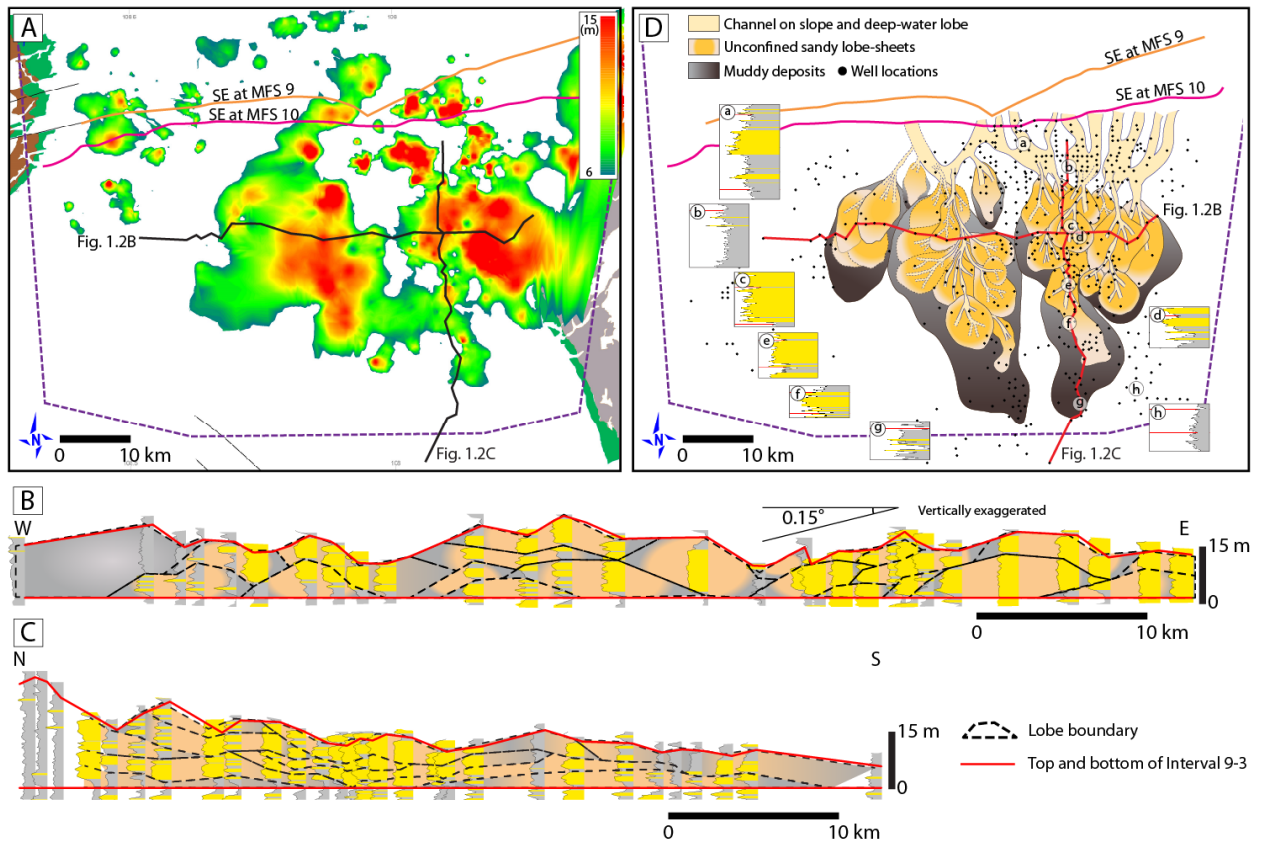 A
15
(m)
6
SE at MFS 9
SE at MFS 10
Fig. 1.2B
N
0
10 km
Fig. 1.2C
D
Channel on slope and deep-water lobe
Unconfined sandy lobe-sheets
Muddy deposits
Well locations
SE at MFS 9
SE at MFS 10
a
b
c
e
f
g
d
h
a
b
c
d
e
f
g
h
Fig. 1.2B
N
0
10 km
Fig. 1.2C
B
W
0.15°
Vertically exaggerated
E
15 m
0
0
10 km
C
N
S
15 m
0
Lobe boundary
Top and bottom of Interval 9-3
0
10 km